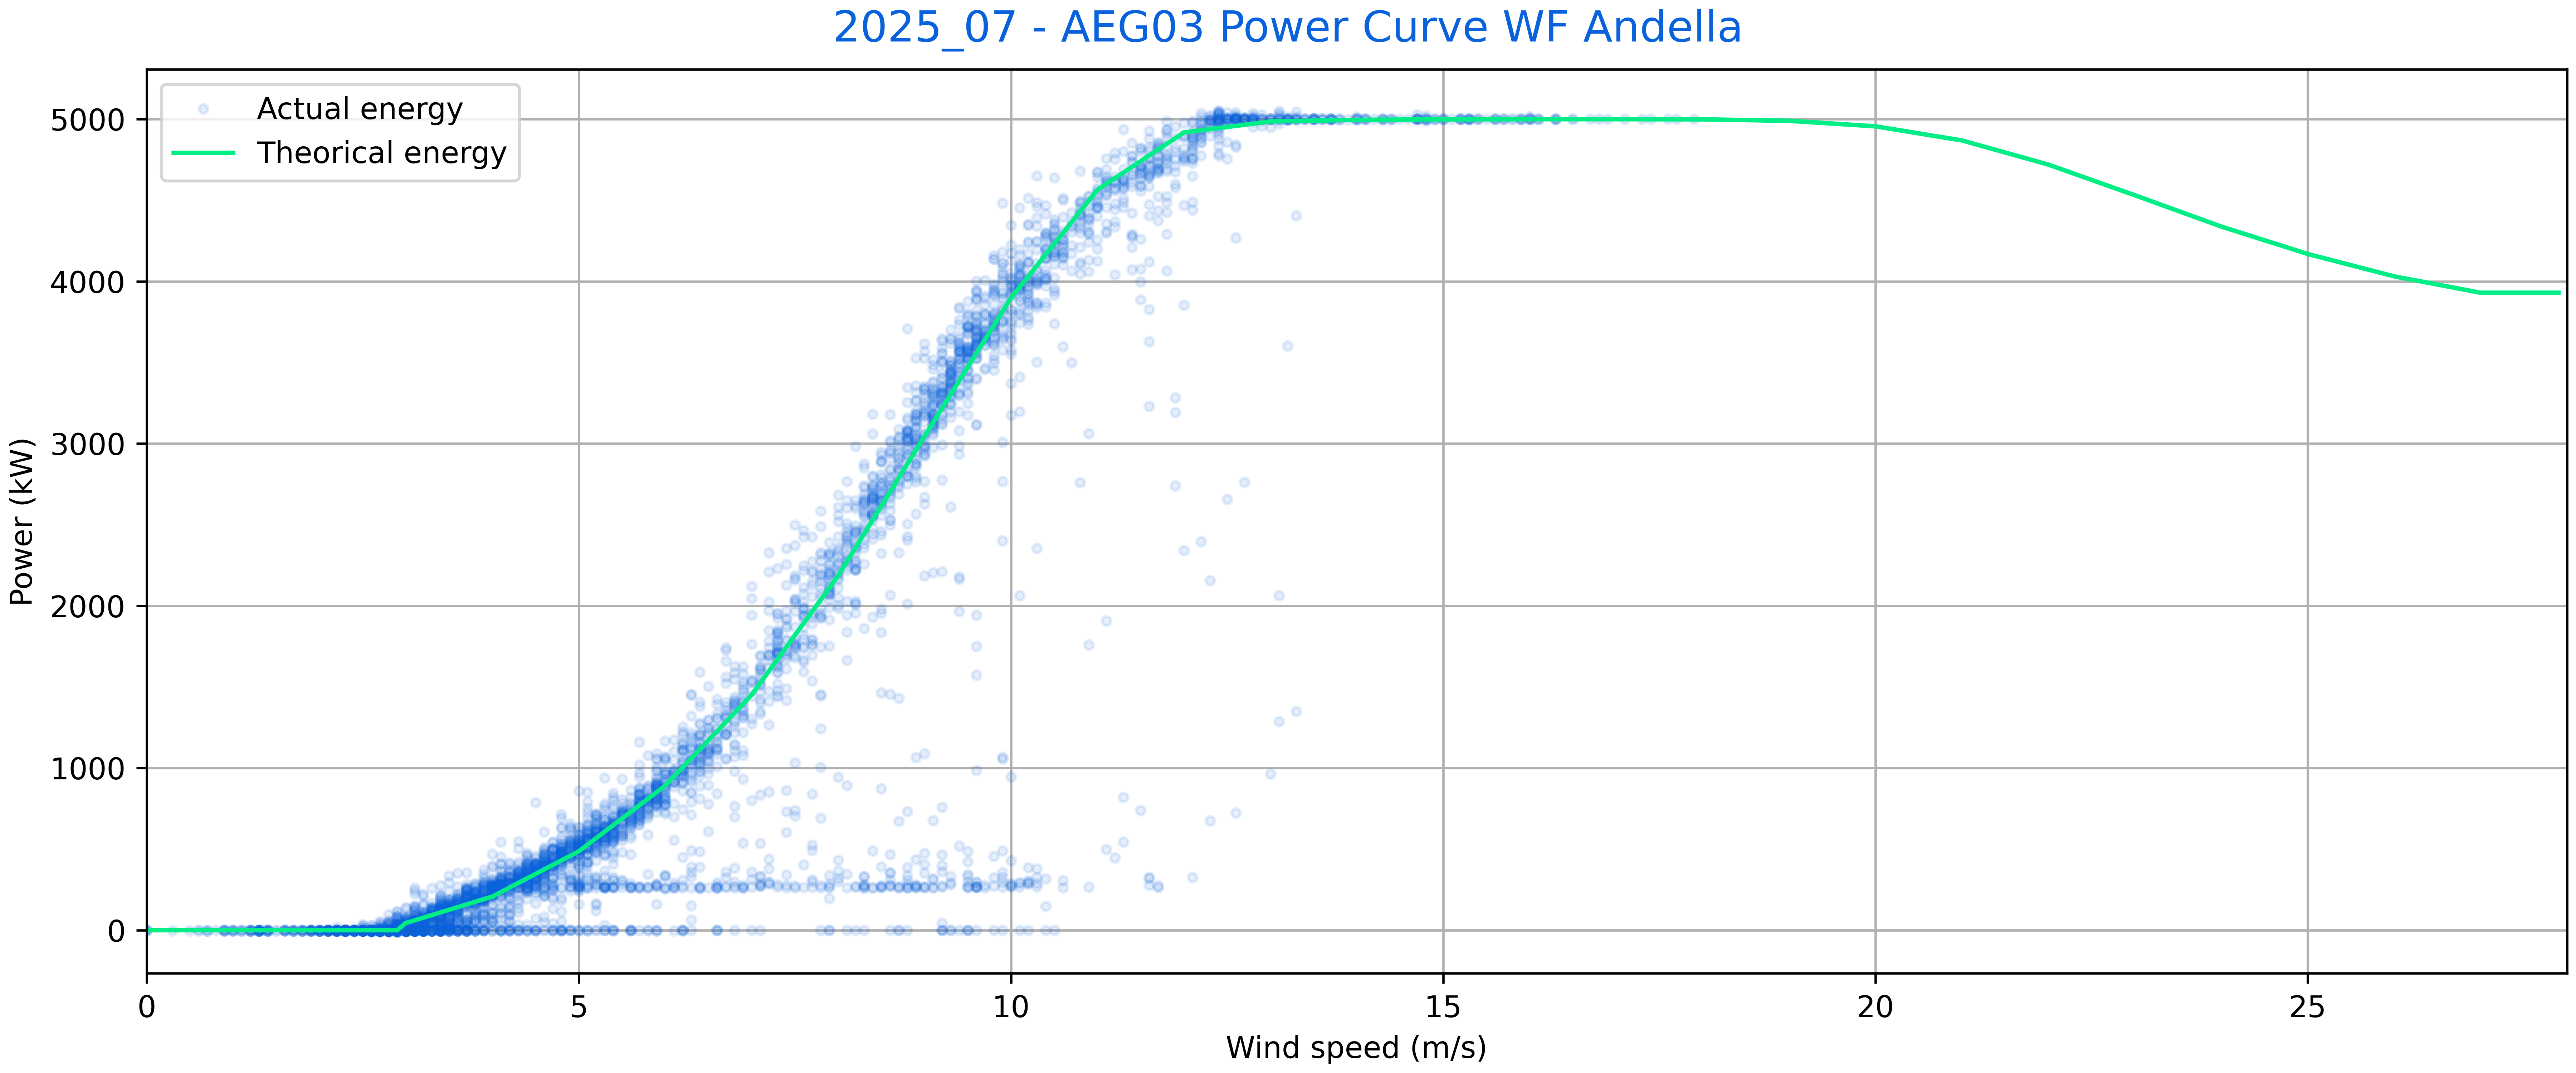 2025_07 - AEG03 Power Curve WF Andella
Actual energy
Theorical energy
5000
4000
3000
2000
1000
0
Power (kW)
0 5 10 15 20 25
Wind speed (m/s)